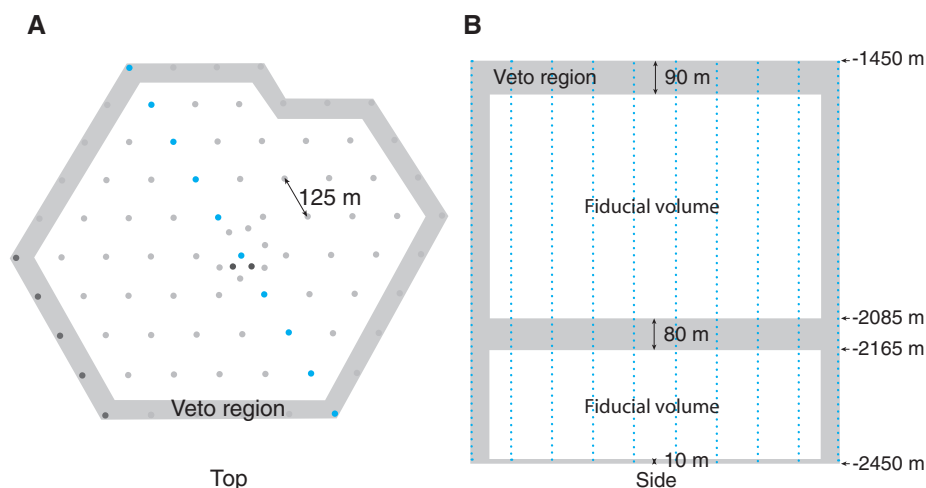 A
125 m
Veto region
Top
B
-1450 m
Veto region
90 m
Fiducial volume
-2085 m
80 m
-2165 m
Fiducial volume
10 m
-2450 m
Side